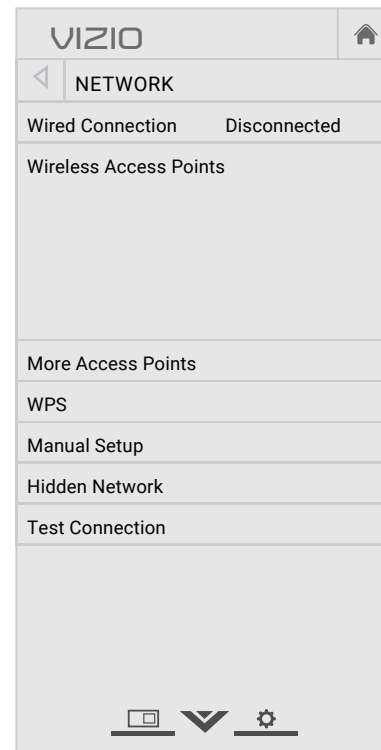 VIZIO
NETWORK
Wired Connection Disconnected
Wireless Access Points
More Access Points
WPS
Manual Setup
Hidden Network
Test Connection